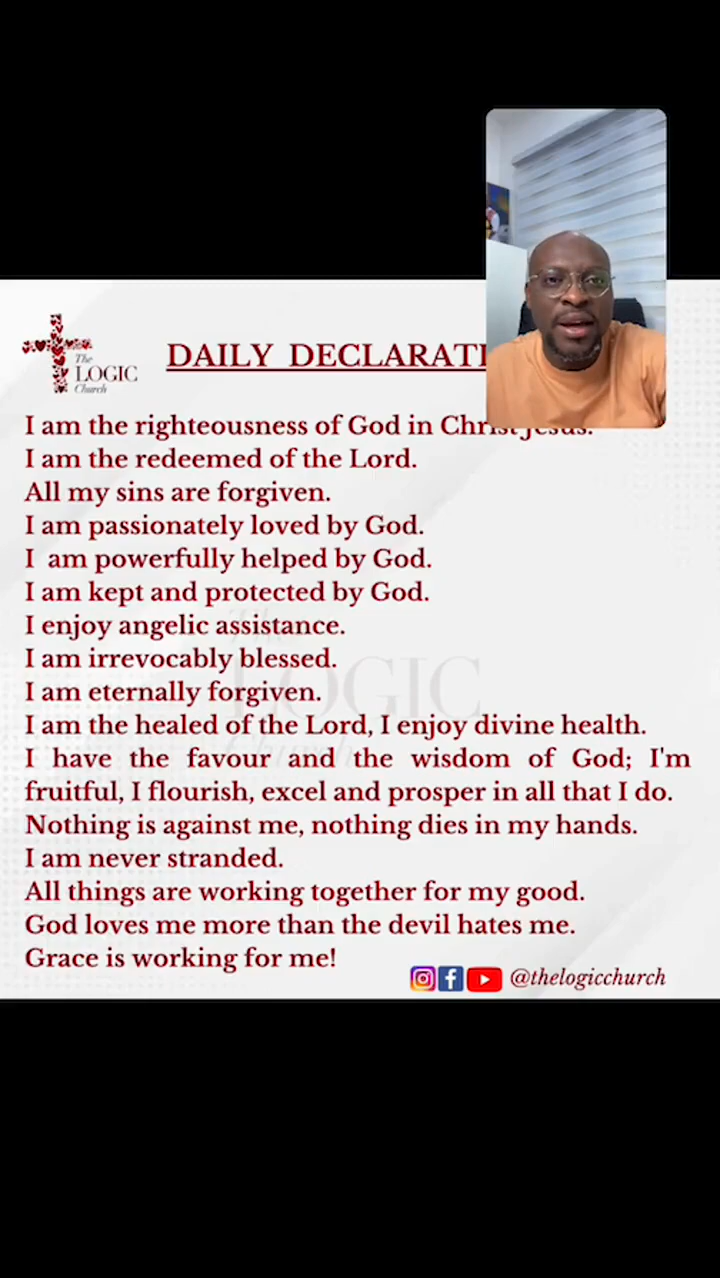 The
LOGIC
Church
DAILY DECLARATI
I am the righteousness of God in Christ Jesus.
I am the redeemed of the Lord.
All my sins are forgiven.
I am passionately loved by God.
I am powerfully helped by God.
I am kept and protected by God.
I enjoy angelic assistance.
I am irrevocably blessed.
I am eternally forgiven.
I am the healed of the Lord, I enjoy divine health.
I have the favour and the wisdom of God; I'm
fruitful, I flourish, excel and prosper in all that I do.
Nothing is against me, nothing dies in my hands.
I am never stranded.
All things are working together for my good.
God loves me more than the devil hates me.
Grace is working for me!
@thelogicchurch
The
LOGIC
Church